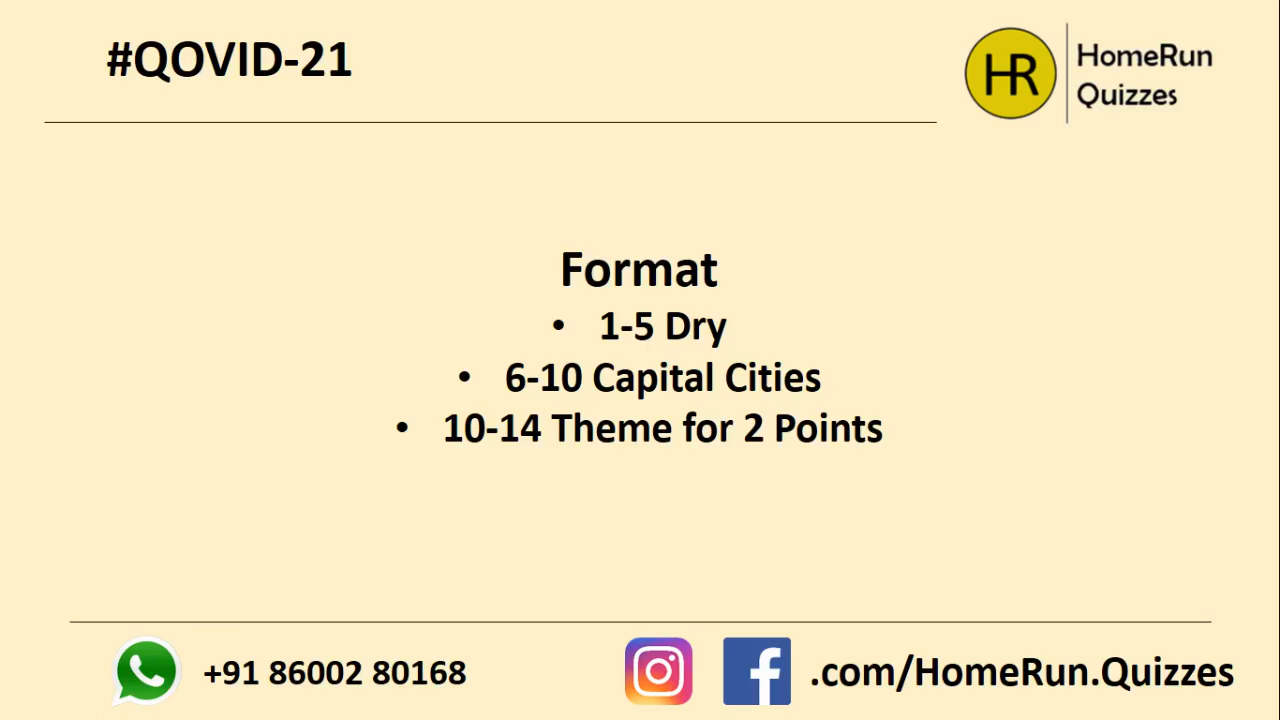 #QOVID-21
HR
HomeRun
Quizzes
Format
• 1-5 Dry
• 6-10 Capital Cities
• 10-14 Theme for 2 Points
+91 86002 80168
.com/HomeRun.Quizzes